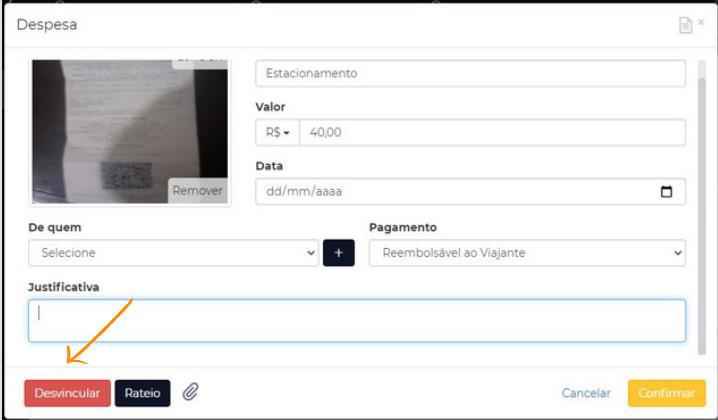 Despesa
Estacionamento
Valor
R$ 40,00
Remover
Data
dd/mm/aaaa
De quem
Pagamento
Selecione
+
Reembolsável ao Viajante
Justificativa
Desvincular
Rateio
Cancelar
Confirmar